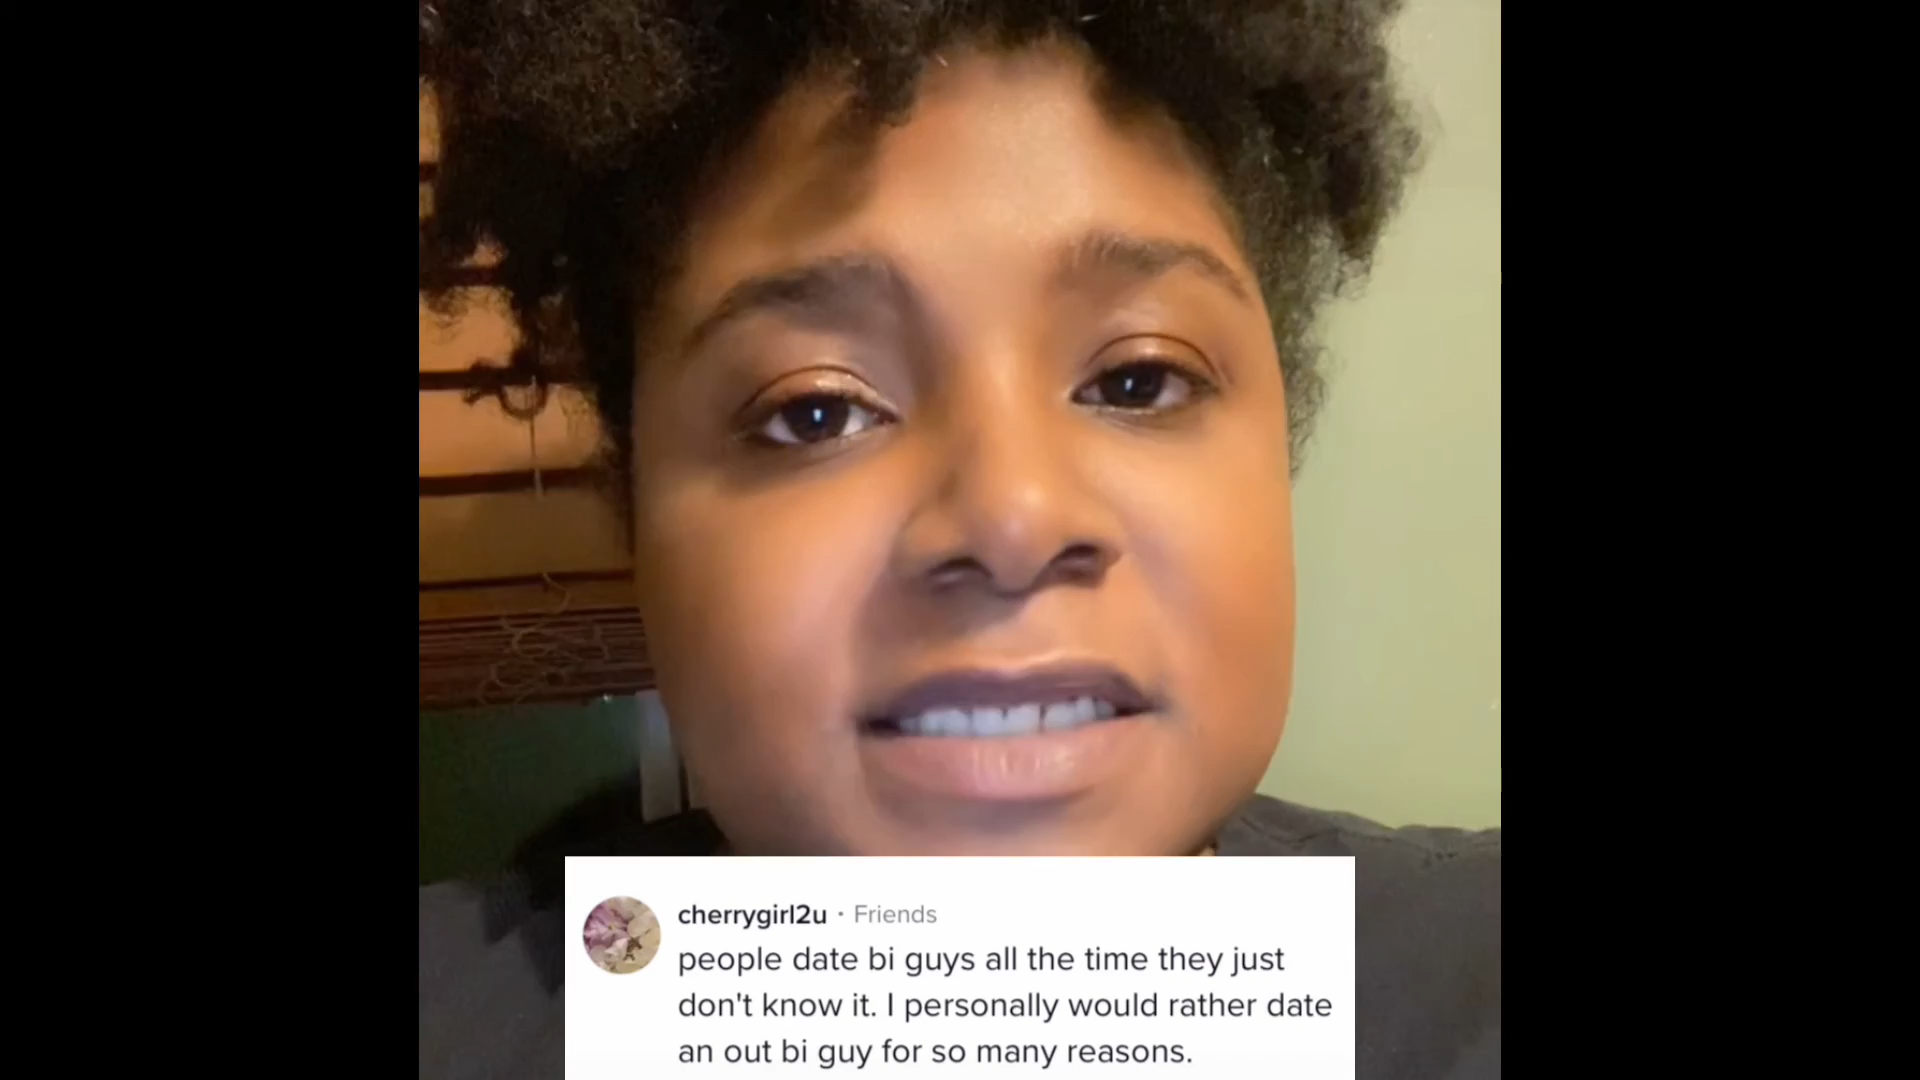 cherrygirl2u · Friends
people date bi guys all the time they just
don't know it. I personally would rather date
an out bi guy for so many reasons.